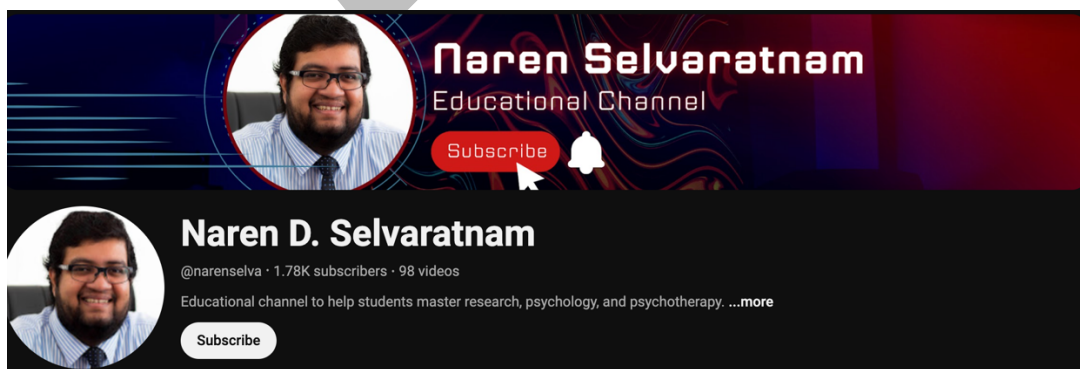 Naren Selvaratnam
Educational Channel
Subscribe
Naren D. Selvaratnam
@narenselva · 1.78K subscribers · 98 videos
Educational channel to help students master research, psychology, and psychotherapy. ...more
Subscribe